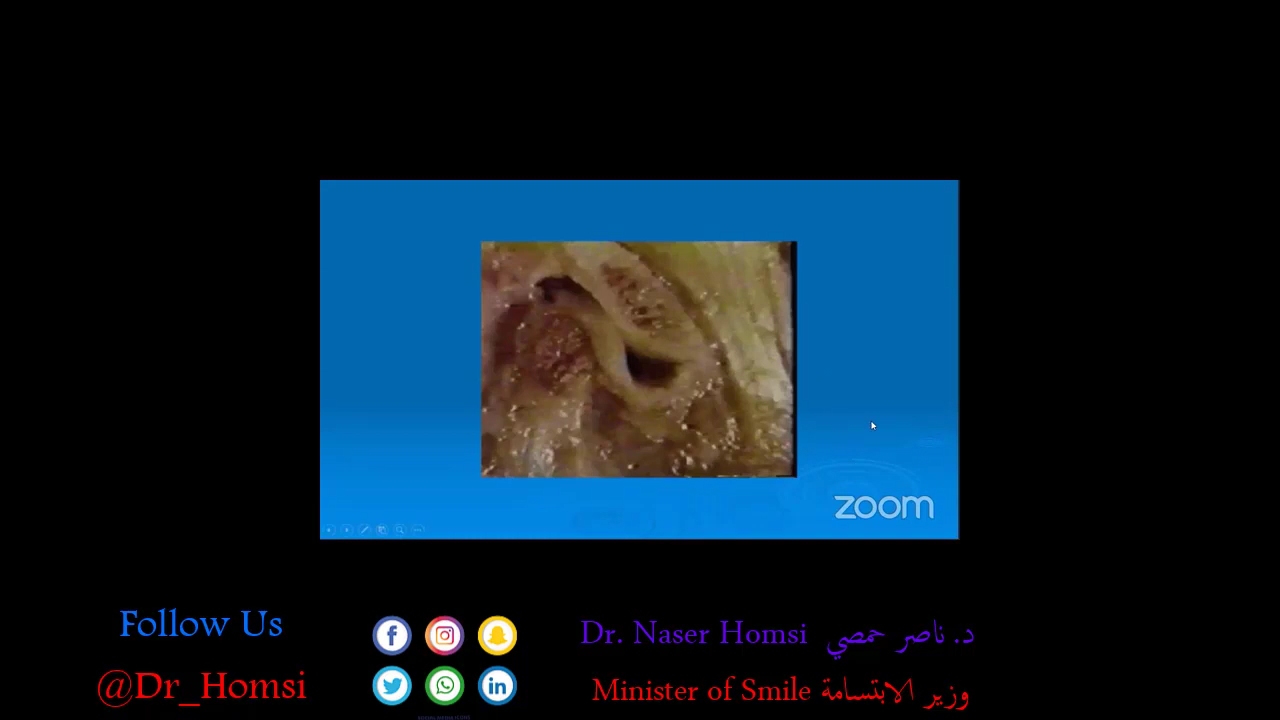 zoom
Follow Us
@Dr_Homsi
Dr. Naser Homsi د. ناصر حمصي
Minister of Smile وزير الابتسامة